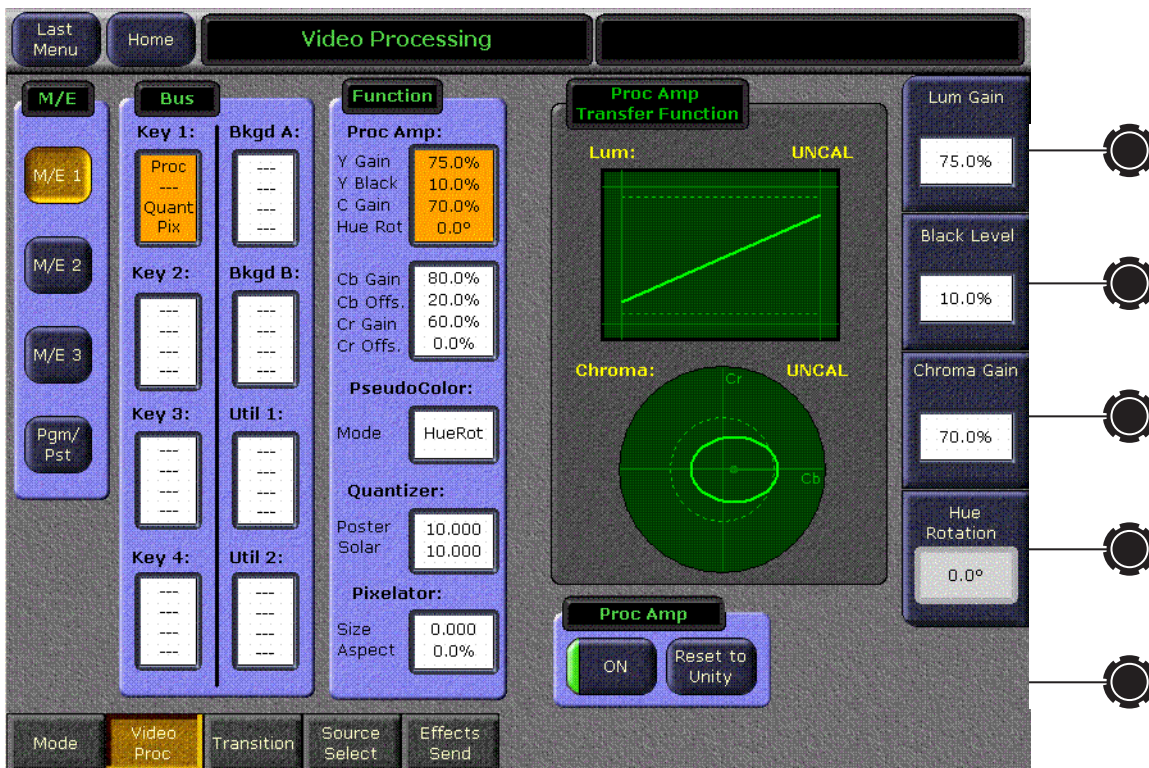 Last Menu
Home
Video Processing
M/E
M/E 1
M/E 2
M/E 3
Pgm/
Pst
Bus
Key 1:
Proc
---
Quant
Pix
Key 2:
---
---
---
---
Key 3:
---
---
---
---
Key 4:
---
---
---
---
Bkgd A:
---
---
---
---
Bkgd B:
---
---
---
---
Util 1:
---
---
---
---
Util 2:
---
---
---
---
Function
Proc Amp:
Y Gain 75.0%
Y Black 10.0%
C Gain 70.0%
Hue Rot 0.0º
Cb Gain 80.0%
Cb Offs. 20.0%
Cr Gain 60.0%
Cr Offs. 0.0%
PseudoColor:
Mode HueRot
Quantizer:
Poster 10.000
Solar 10.000
Pixelator:
Size 0.000
Aspect 0.0%
Proc Amp
Transfer Function
Lum: UNCAL
Chroma: UNCAL
Cr
Cb
Proc Amp
ON
Reset to
Unity
Lum Gain
75.0%
Black Level
10.0%
Chroma Gain
70.0%
Hue
Rotation
0.0º
Mode
Video
Proc
Transition
Source
Select
Effects
Send